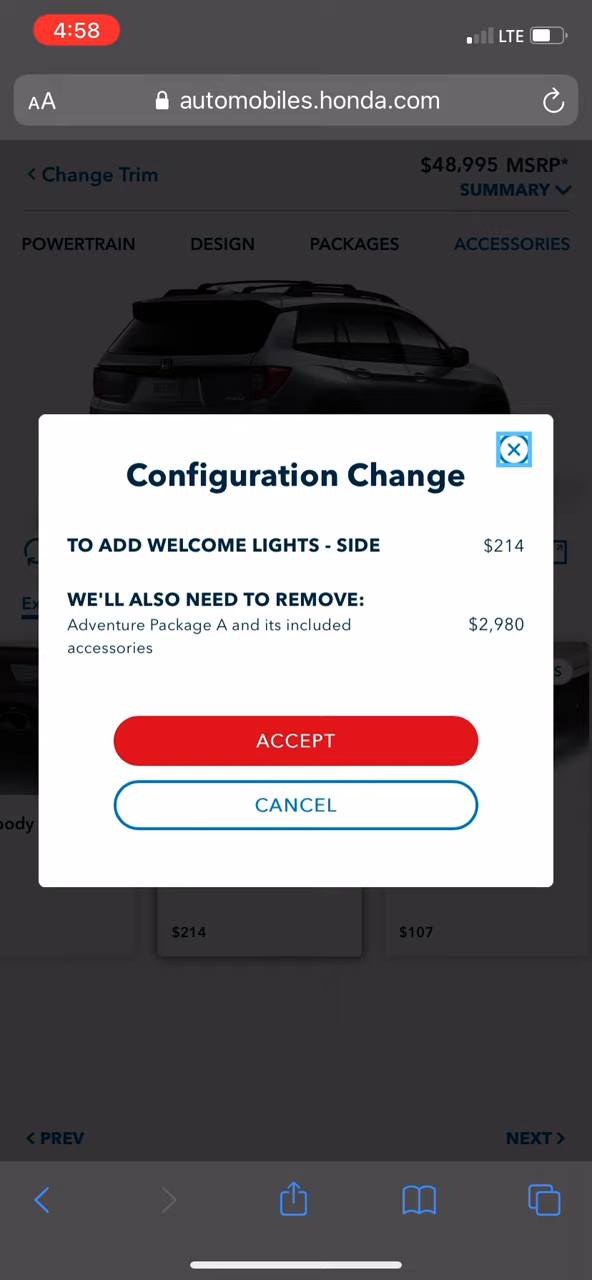 4:58
LTE
AA automobiles.honda.com
< Change Trim
$48,995 MSRP*
SUMMARY
POWERTRAIN DESIGN PACKAGES ACCESSORIES
Configuration Change
TO ADD WELCOME LIGHTS - SIDE $214
WE'LL ALSO NEED TO REMOVE:
Adventure Package A and its included $2,980
accessories
Ex
S
ACCEPT
CANCEL
ody
$214 $107
< PREV NEXT >